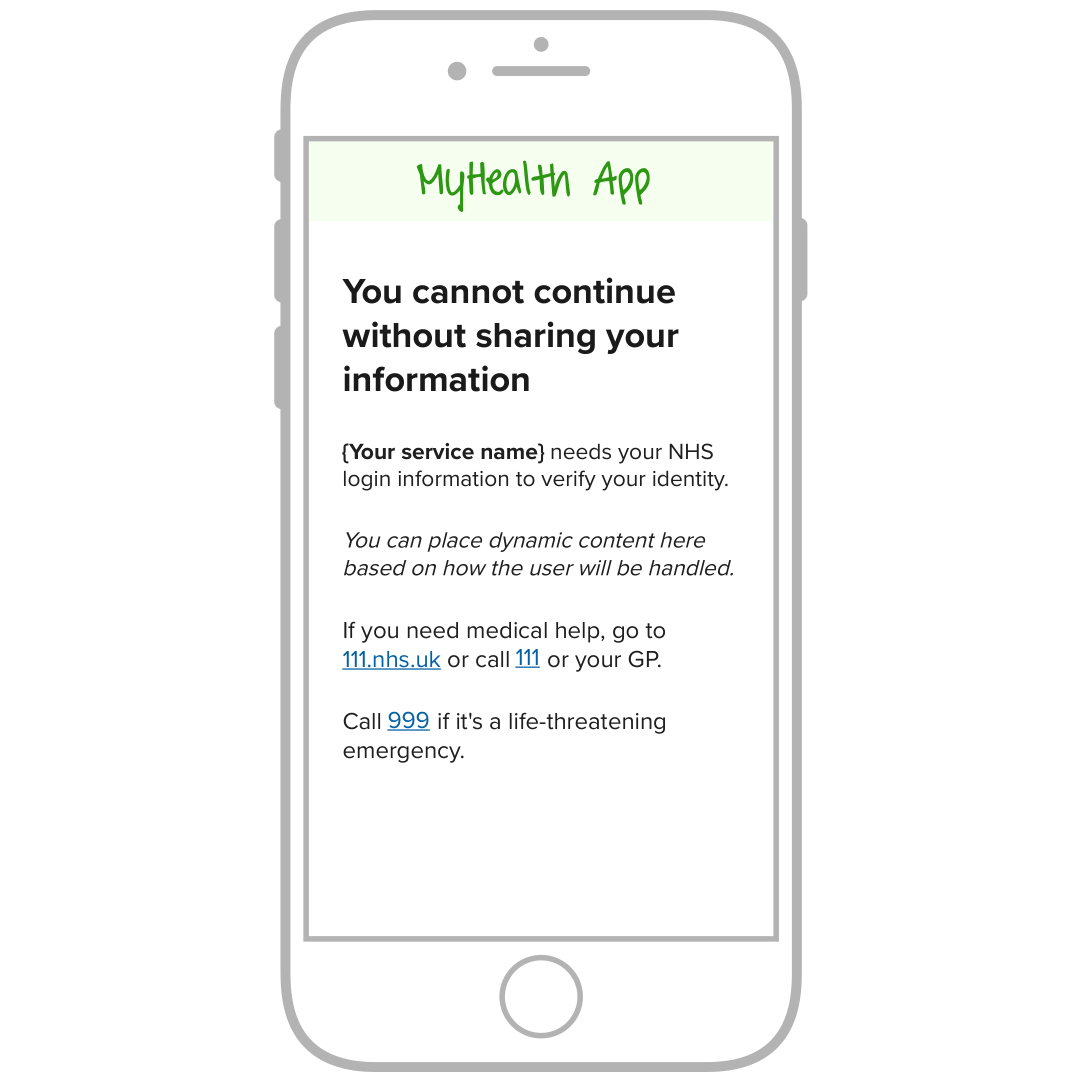 MyHealth App
You cannot continue
without sharing your
information
{Your service name} needs your NHS
login information to verify your identity.
You can place dynamic content here
based on how the user will be handled.
If you need medical help, go to
111.nhs.uk or call 111 or your GP.
Call 999 if it's a life-threatening
emergency.